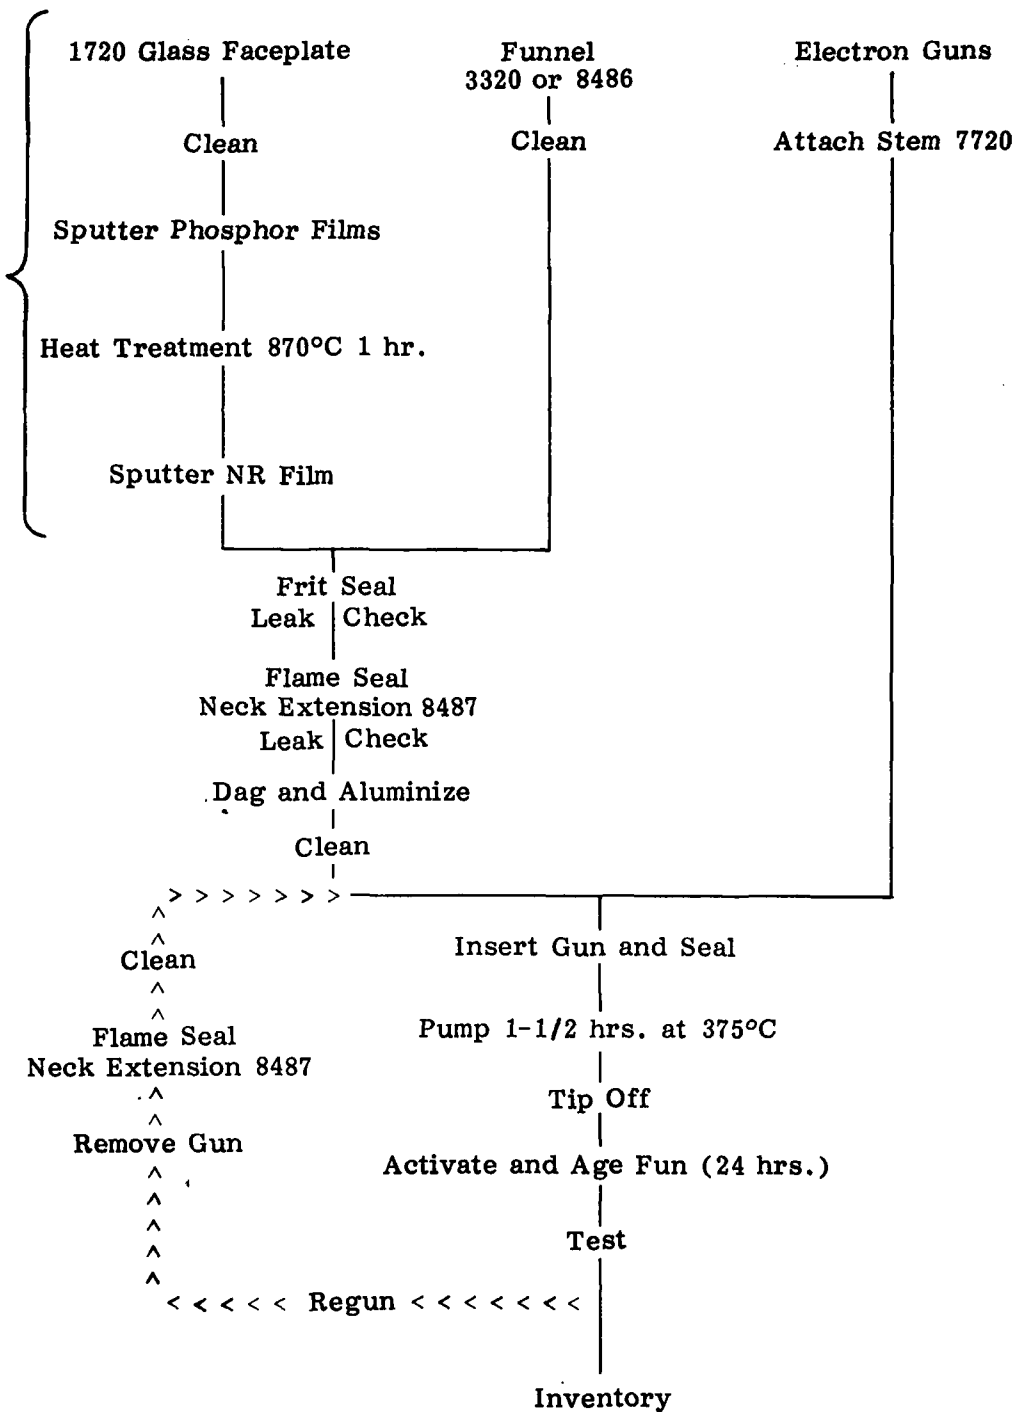 1720 Glass Faceplate
Funnel
3320 or 8486
Electron Guns
Clean
Clean
Attach Stem 7720
Sputter Phosphor Films
Heat Treatment 870°C 1 hr.
Sputter NR Film
Frit Seal
Leak Check
Flame Seal
Neck Extension 8487
Leak Check
Dag and Aluminize
Clean
> > > > > > >
Insert Gun and Seal
Clean
Pump 1-1/2 hrs. at 375°C
Flame Seal
Neck Extension 8487
Tip Off
Remove Gun
Activate and Age Fun (24 hrs.)
Test
< < < < < Regun < < < < < < <
Inventory